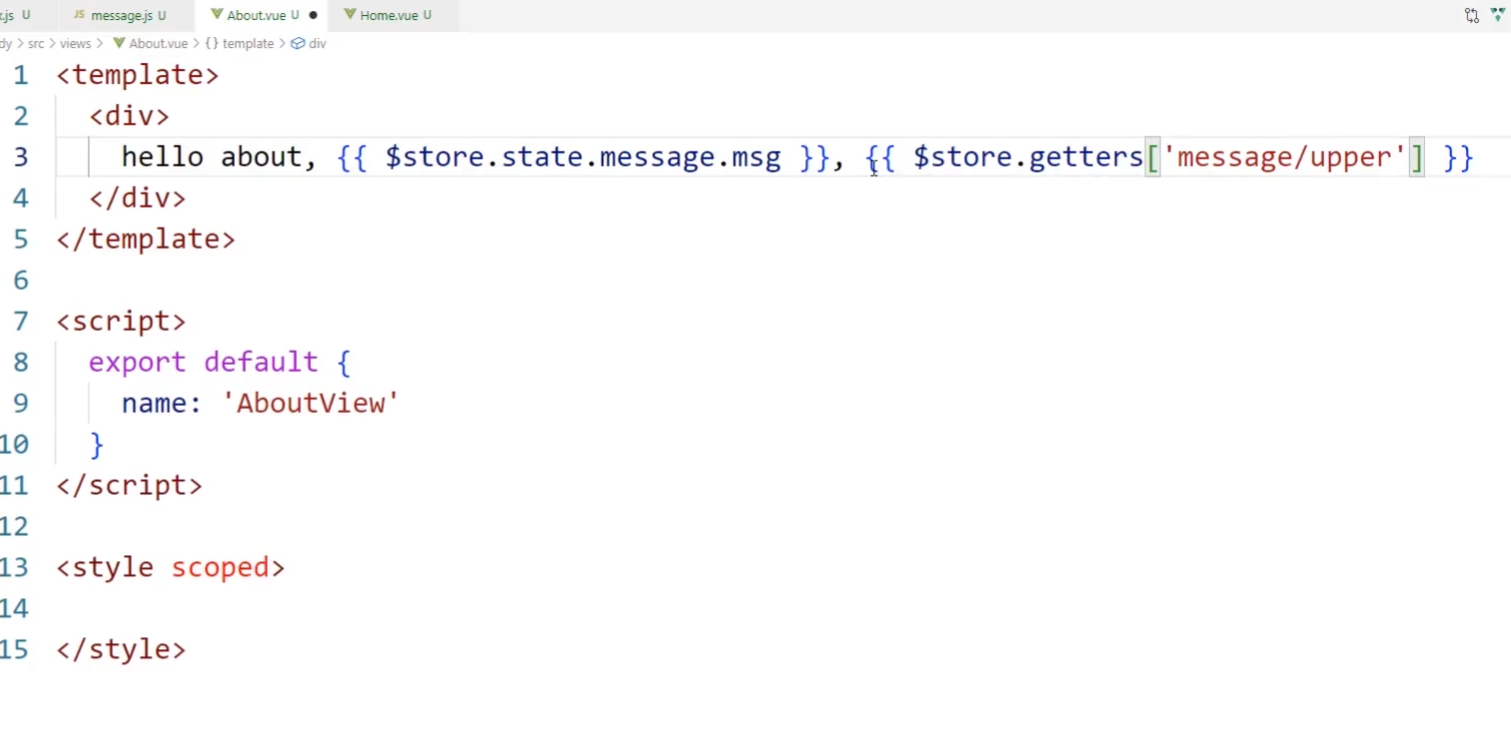 .js U JS message.js U About.vue U ● Home.vue U
dy > src > views > About.vue > {} template > div
1 <template>
2 <div>
3 hello about, {{ $store.state.message.msg }}, {{ $store.getters['message/upper'] }}
4 </div>
5 </template>
6
7 <script>
8 export default {
9 name: 'AboutView'
10 }
11 </script>
12
13 <style scoped>
14
15 </style>